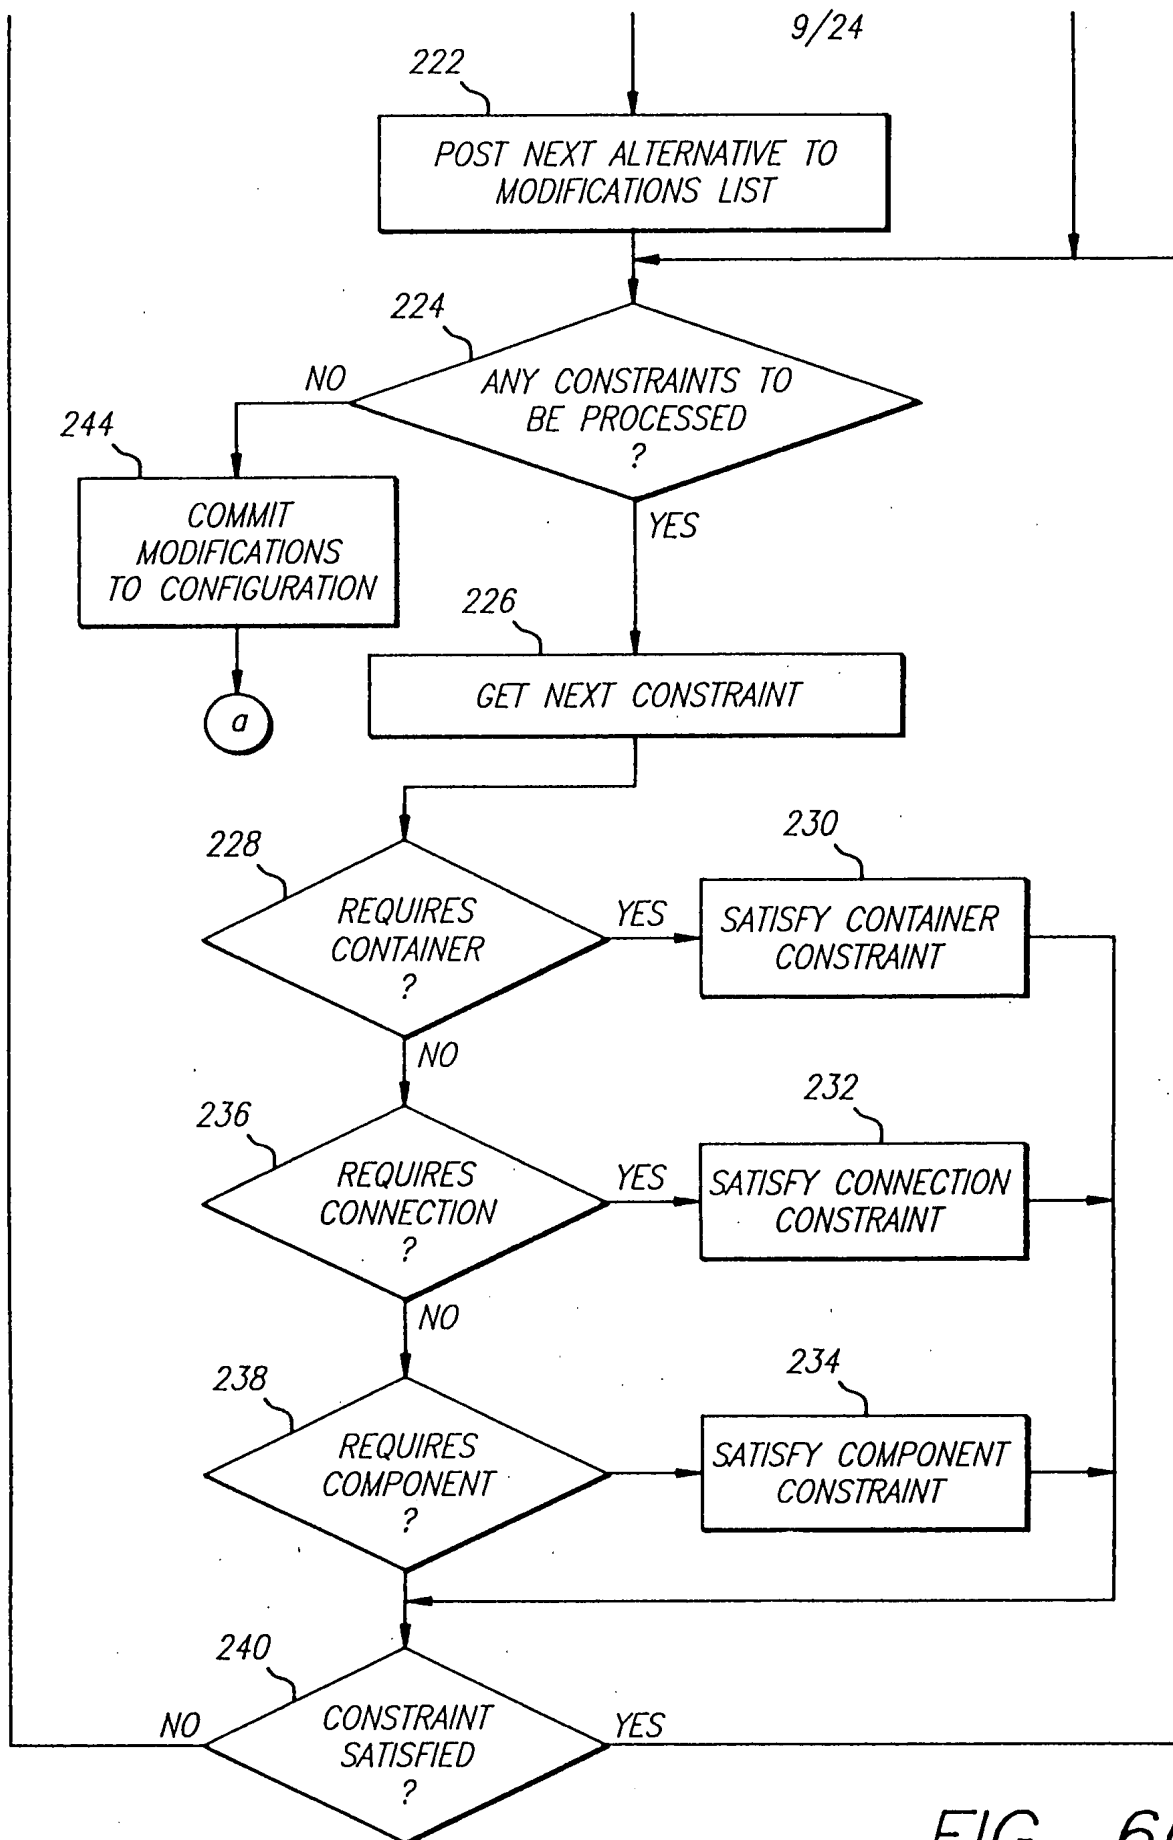 9/24
222
POST NEXT ALTERNATIVE TO
MODIFICATIONS LIST
224
NO
ANY CONSTRAINTS TO
BE PROCESSED
?
244
YES
COMMIT
MODIFICATIONS
TO CONFIGURATION
226
GET NEXT CONSTRAINT
a
228
230
REQUIRES
CONTAINER
?
YES
SATISFY CONTAINER
CONSTRAINT
NO
236
232
REQUIRES
CONNECTION
?
YES
SATISFY CONNECTION
CONSTRAINT
NO
238
234
REQUIRES
COMPONENT
?
SATISFY COMPONENT
CONSTRAINT
240
NO
CONSTRAINT
SATISFIED
?
YES
FIG. 6